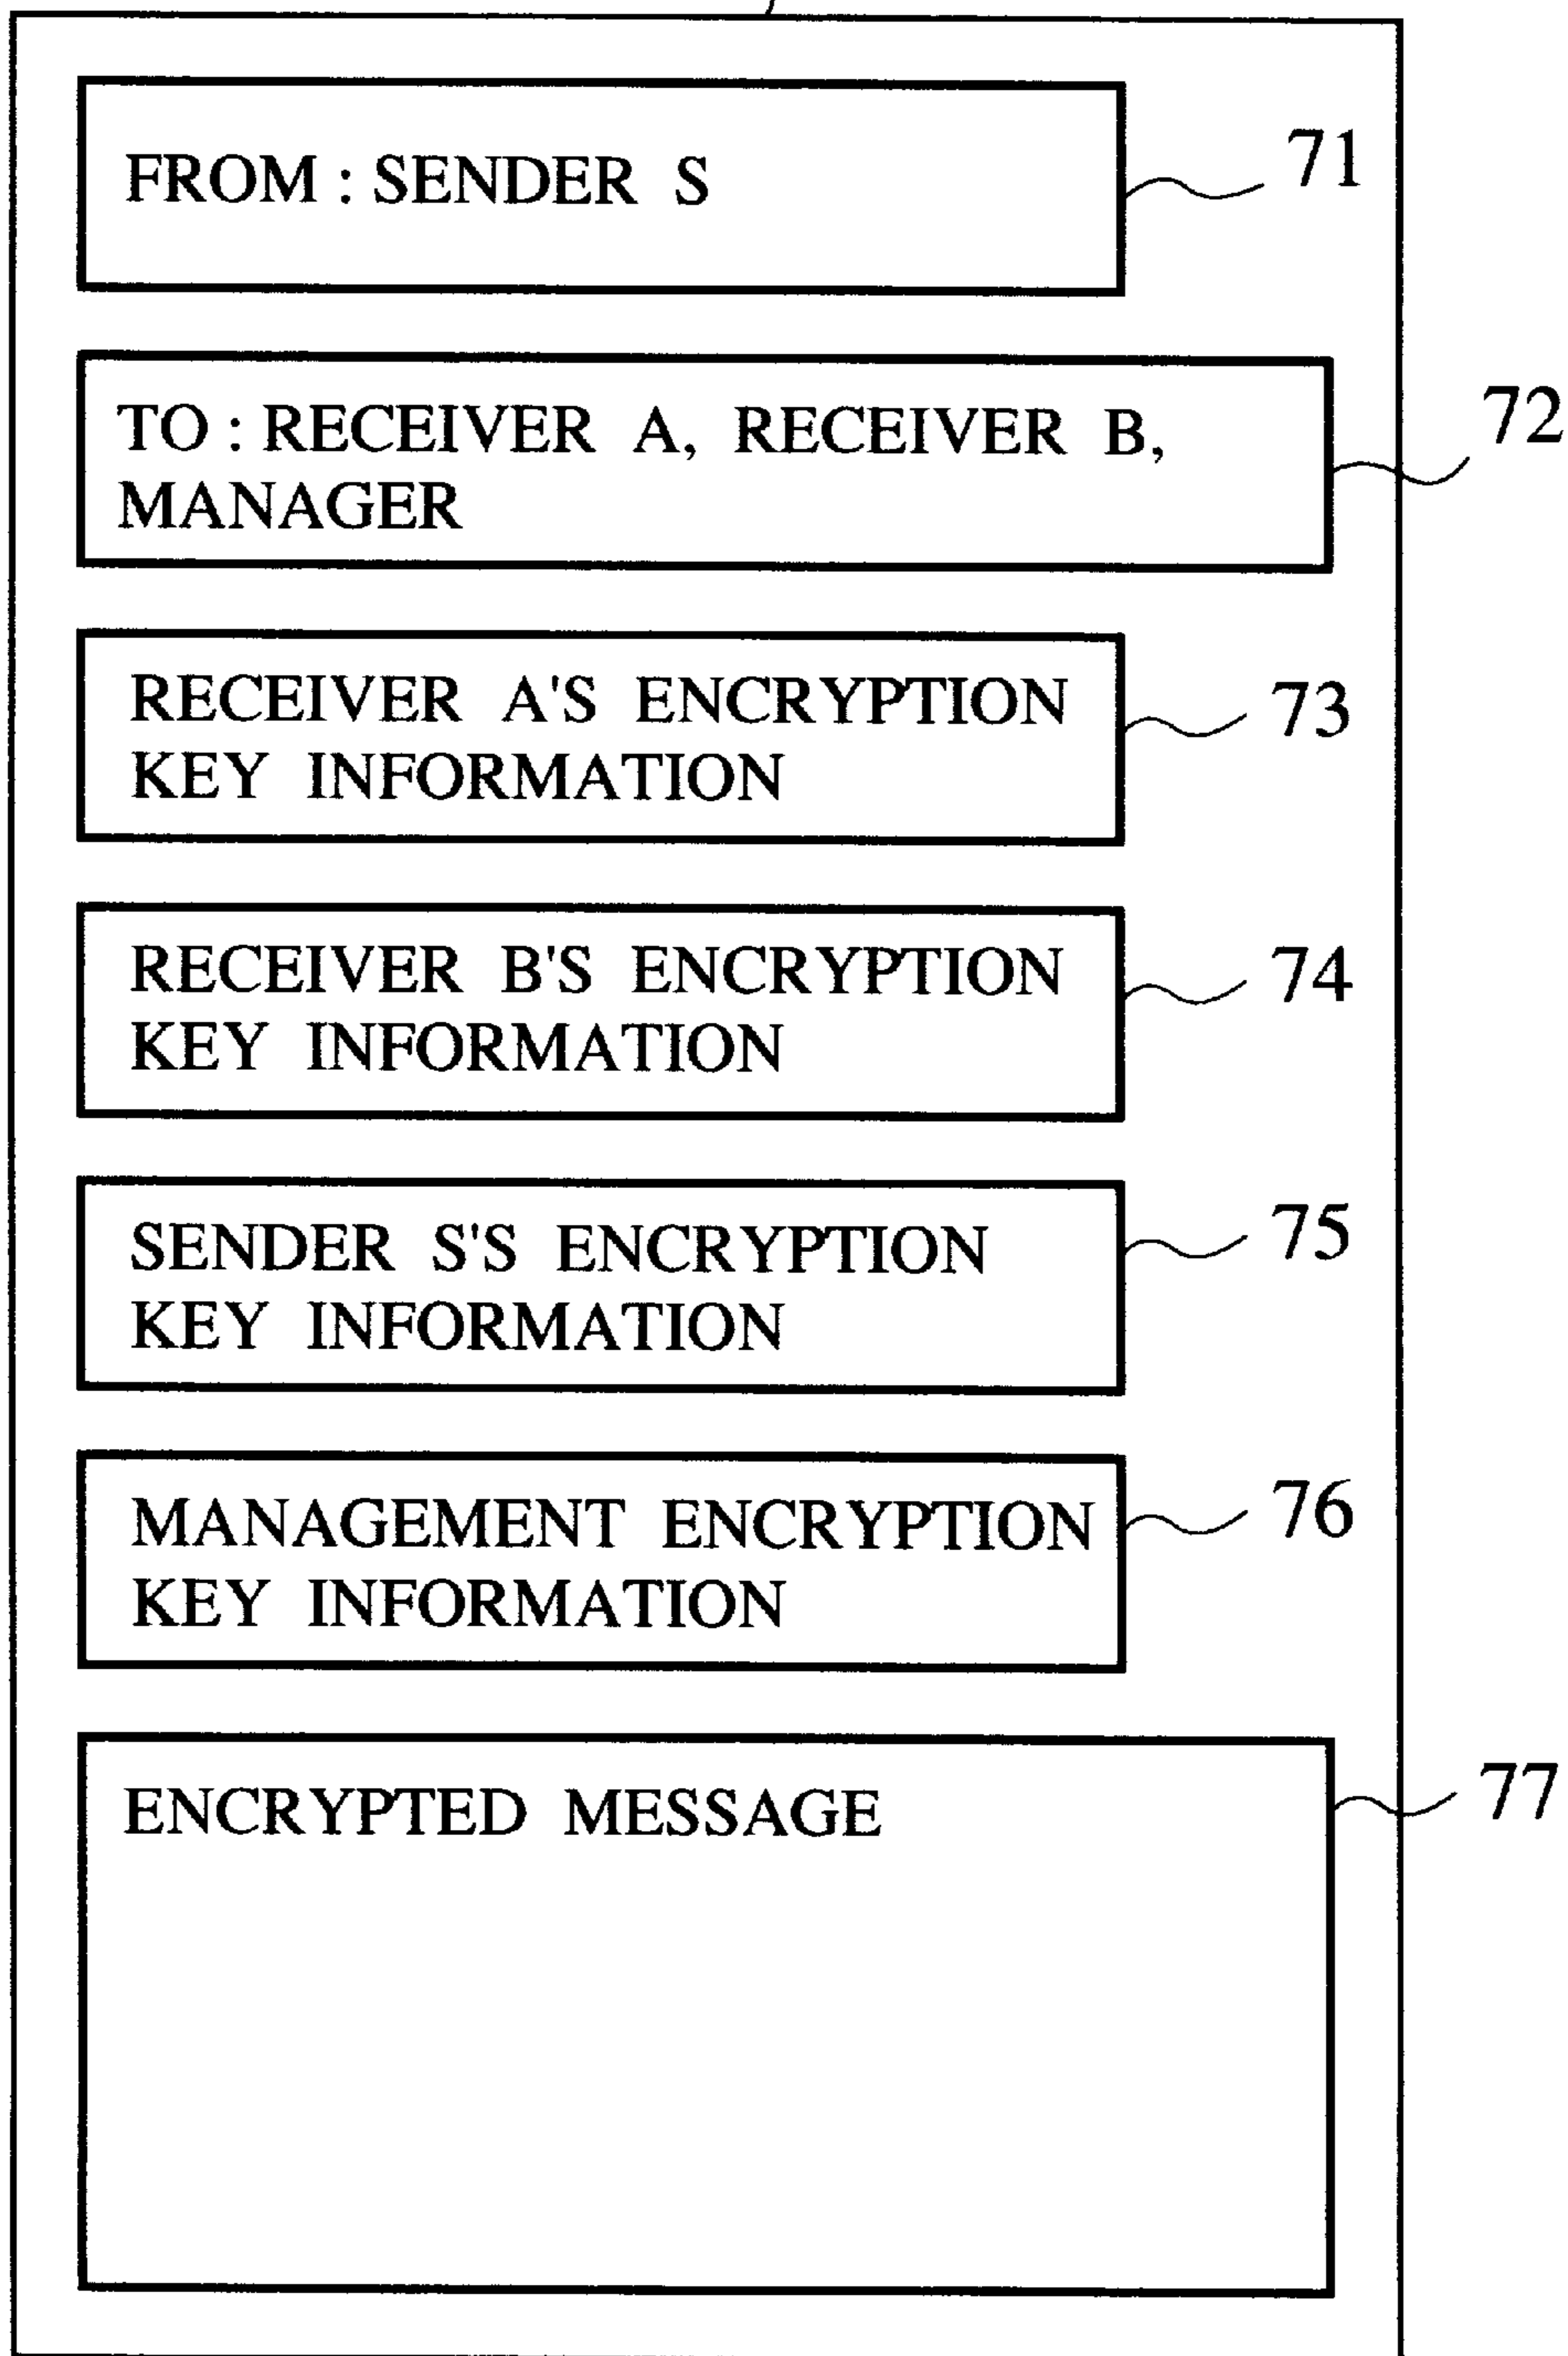 FROM : SENDER S
71
TO : RECEIVER A, RECEIVER B,
MANAGER
72
RECEIVER A'S ENCRYPTION
KEY INFORMATION
73
RECEIVER B'S ENCRYPTION
KEY INFORMATION
74
SENDER S'S ENCRYPTION
KEY INFORMATION
75
MANAGEMENT ENCRYPTION
KEY INFORMATION
76
ENCRYPTED MESSAGE
77